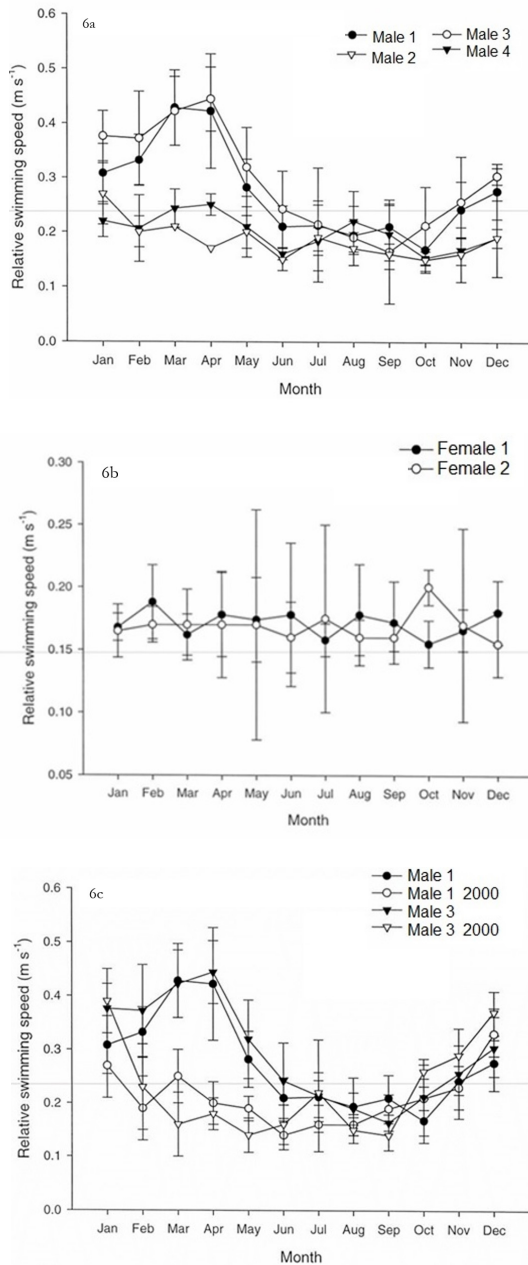 6a
Male 1 Male 3
Male 2 Male 4
Relative swimming speed (m s⁻¹)
0.6
0.5
0.4
0.3
0.2
0.1
0.0
Jan Feb Mar Apr May Jun Jul Aug Sep Oct Nov Dec
Month
6b
Female 1
Female 2
Relative swimming speed (m s⁻¹)
0.30
0.25
0.20
0.15
0.10
0.05
Jan Feb Mar Apr May Jun Jul Aug Sep Oct Nov Dec
Month
6c
Male 1
Male 1 2000
Male 3
Male 3 2000
Relative swimming speed (m s⁻¹)
0.6
0.5
0.4
0.3
0.2
0.1
0.0
Jan Feb Mar Apr May Jun Jul Aug Sep Oct Nov Dec
Month